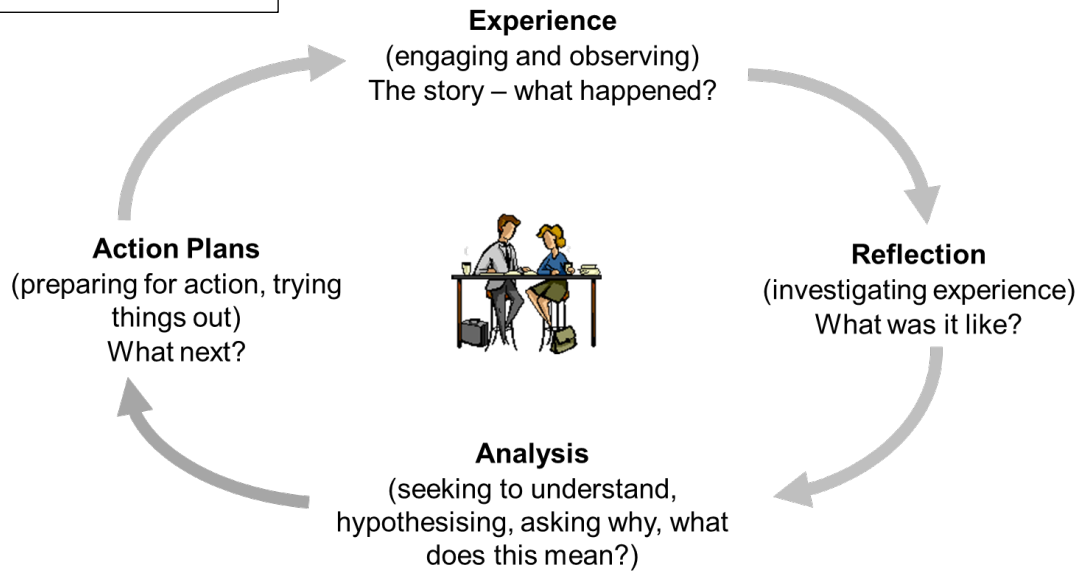 Experience
(engaging and observing)
The story – what happened?
Reflection
(investigating experience)
What was it like?
Analysis
(seeking to understand,
hypothesising, asking why, what
does this mean?)
Action Plans
(preparing for action, trying
things out)
What next?